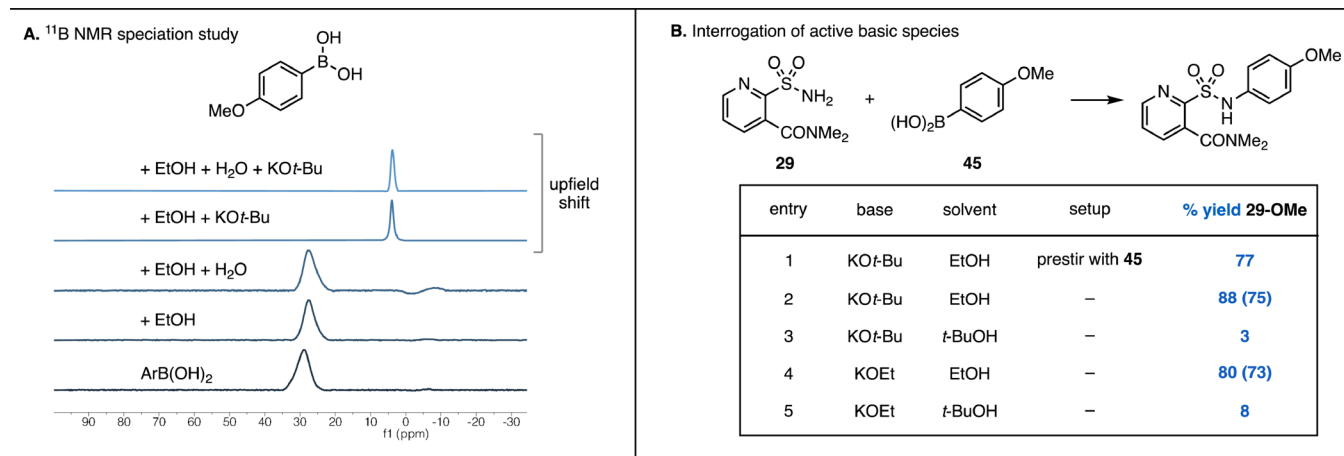 A. ¹¹B NMR speciation study
OH
B
OH
MeO
+ EtOH + H₂O + KOt-Bu
+ EtOH + KOt-Bu
+ EtOH + H₂O
+ EtOH
ArB(OH)₂
upfield
shift
90 80 70 60 50 40 30 20 10 0 -10 -20 -30
f1 (ppm)
B. Interrogation of active basic species
O O
S
N
NH₂
CONMe₂
29
+
OMe
(HO)₂B
45
OMe
O O
S
N
N
H
CONMe₂
entry base solvent setup % yield 29-OMe
1 KOt-Bu EtOH prestir with 45 77
2 KOt-Bu EtOH – 88 (75)
3 KOt-Bu t-BuOH – 3
4 KOEt EtOH – 80 (73)
5 KOEt t-BuOH – 8